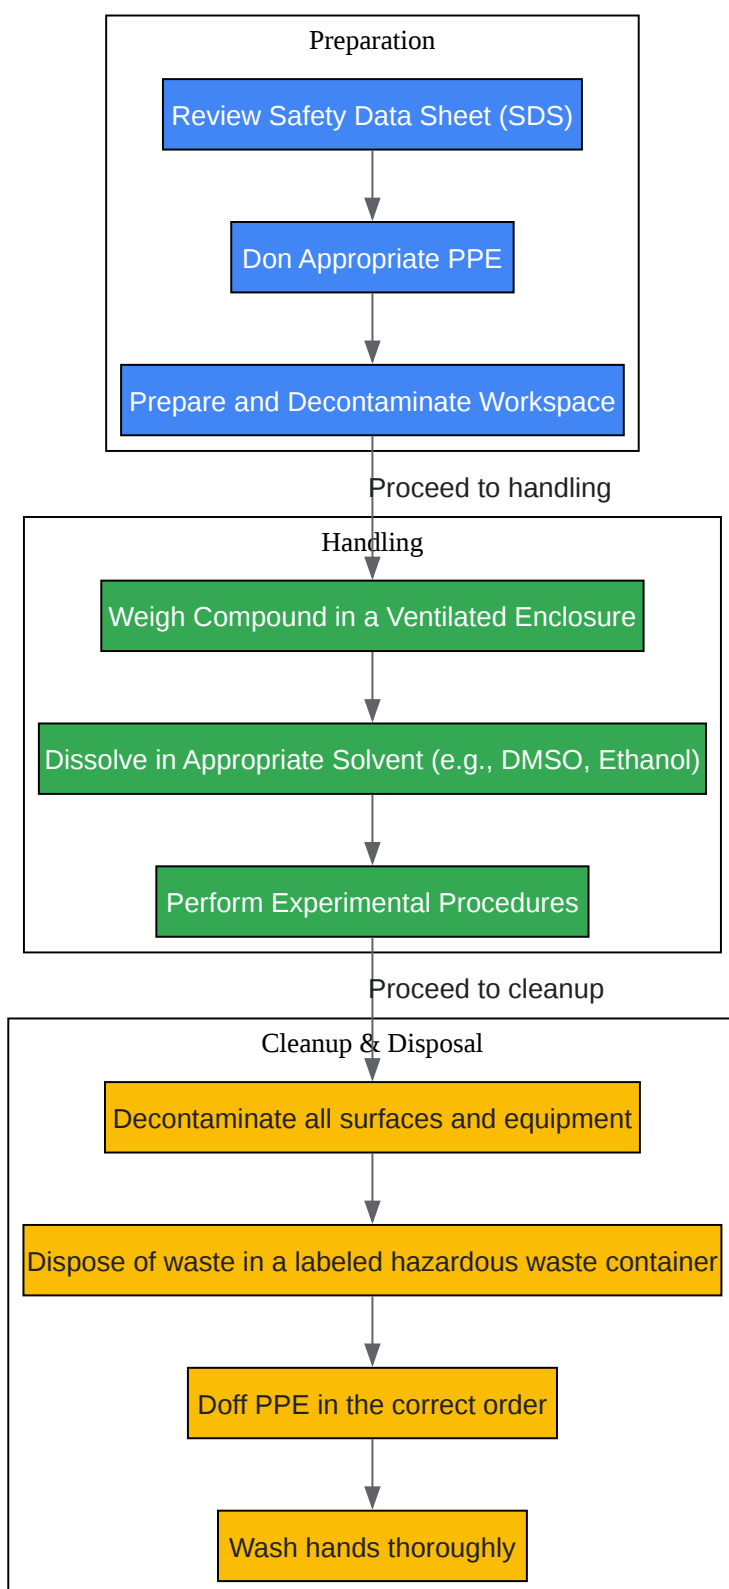 Preparation
Review Safety Data Sheet (SDS)
Don Appropriate PPE
Prepare and Decontaminate Workspace
Proceed to handling
Handling
Weigh Compound in a Ventilated Enclosure
Dissolve in Appropriate Solvent (e.g., DMSO, Ethanol)
Perform Experimental Procedures
Proceed to cleanup
Cleanup & Disposal
Decontaminate all surfaces and equipment
Dispose of waste in a labeled hazardous waste container
Doff PPE in the correct order
Wash hands thoroughly